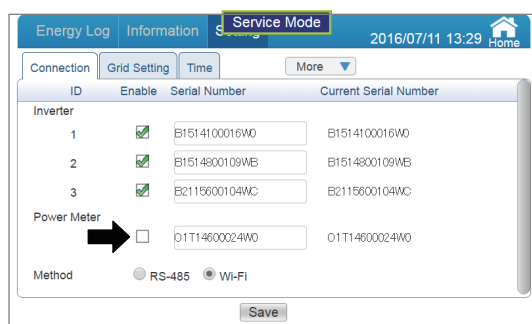 Service Mode
Energy Log Information Setting 2016/07/11 13:29 Home
Connection Grid Setting Time More
ID Enable Serial Number Current Serial Number
Inverter
1 B1514100016W0 B1514100016W0
2 B1514800109WB B1514800109WB
3 B2115600104WC B2115600104WC
Power Meter
O1T14600024W0 O1T14600024W0
Method RS-485 Wi-Fi
Save